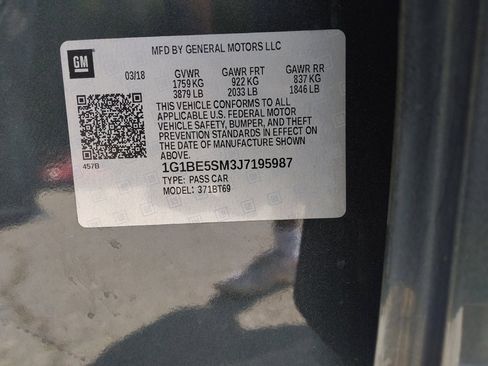 GM
MFD BY GENERAL MOTORS LLC
03/18 GVWR GAWR FRT GAWR RR
1759 KG 922 KG 837 KG
3879 LB 2033 LB 1846 LB
THIS VEHICLE CONFORMS TO ALL
APPLICABLE U.S. FEDERAL MOTOR
VEHICLE SAFETY, BUMPER, AND THEFT
PREVENTION STANDARDS IN EFFECT ON
THE DATE OF MANUFACTURE SHOWN
ABOVE.
457B
1G1BE5SM3J7195987
TYPE: PASS CAR
MODEL: 371BT69